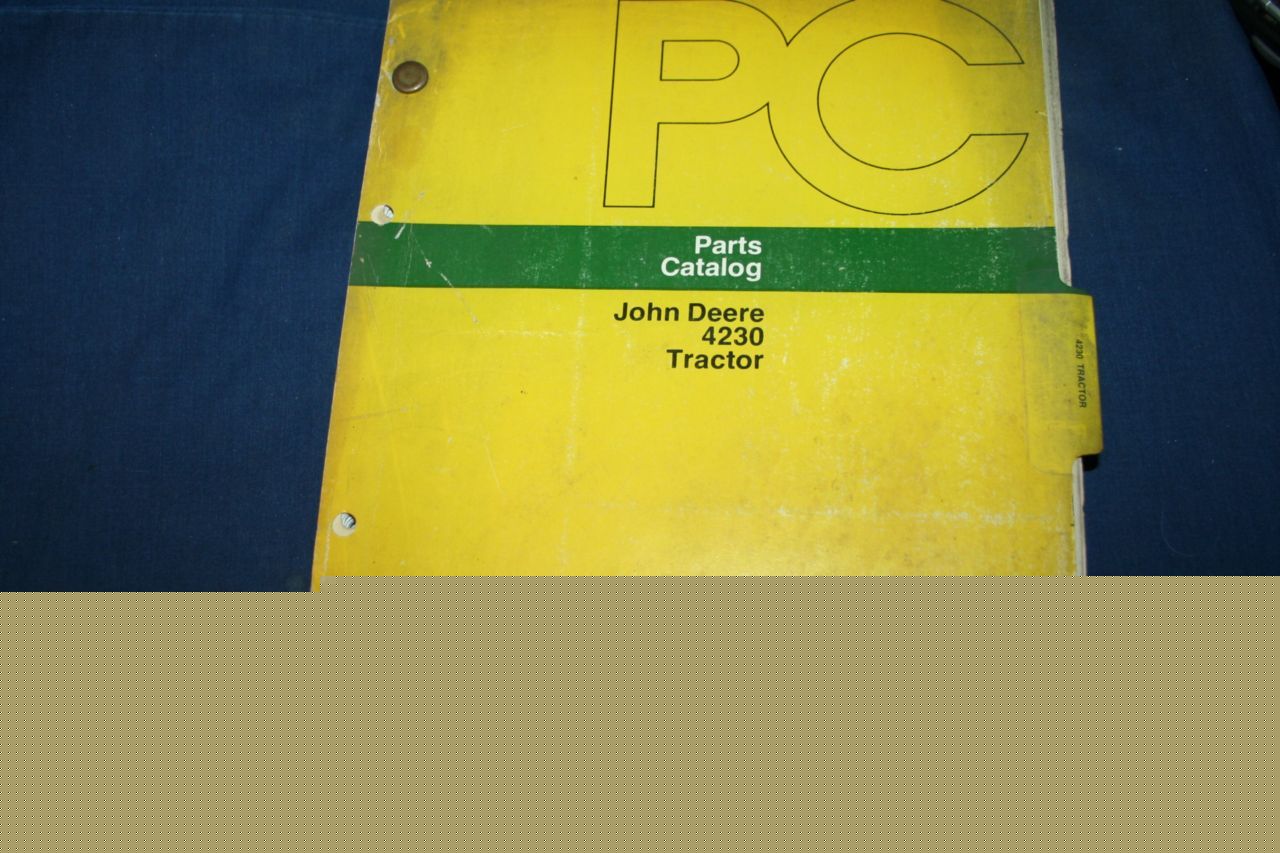 PC
Parts
Catalog
John Deere
4230
Tractor
4230 TRACTOR